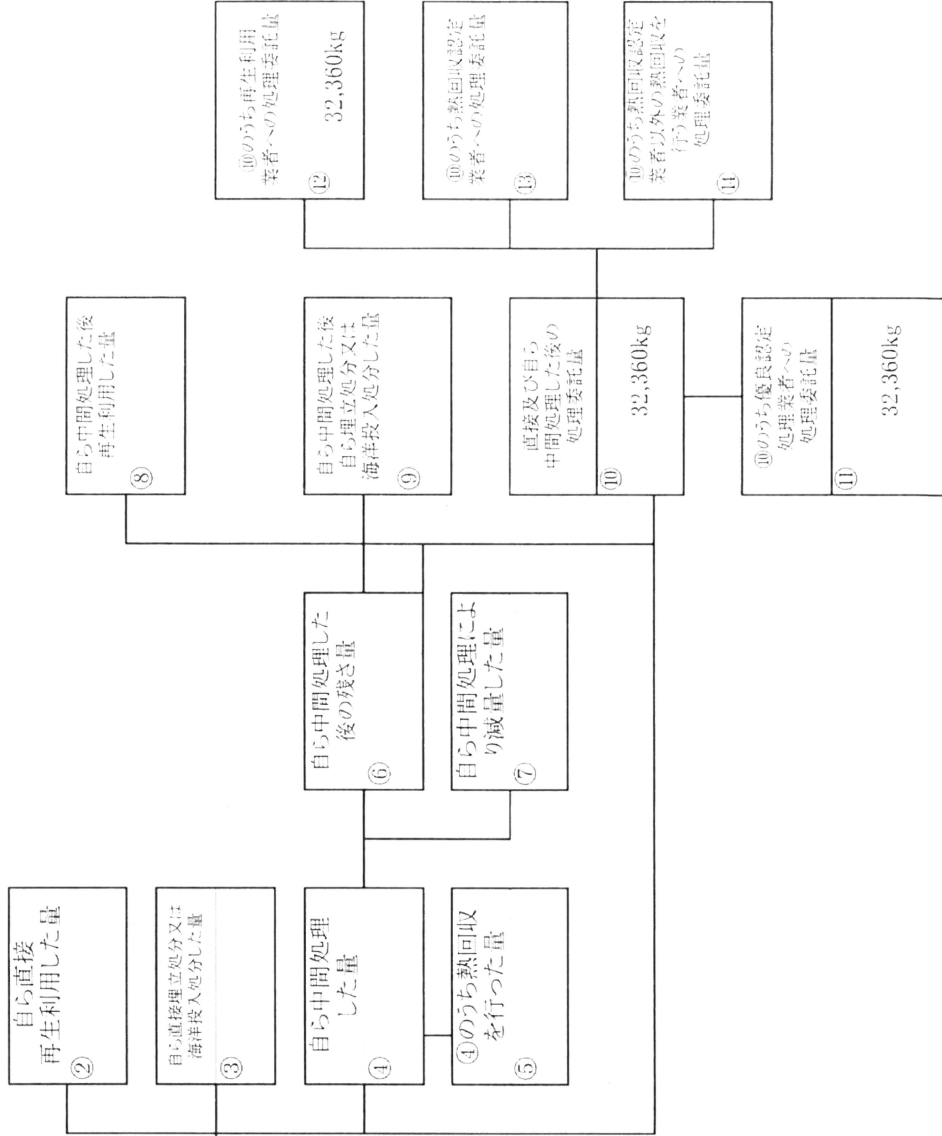 自ら直接
再生利用した量
②
自ら直接埋立処分又は
海洋投入処分した量
③
自ら中間処理
した量
④
④のうち熱回収
を行った量
⑤
自ら中間処理した
後の残さ量
⑥
自ら中間処理によ
り減量した量
⑦
自ら中間処理した後
再生利用した量
⑧
自ら中間処理した後
自ら埋立処分又は
海洋投入処分した量
⑨
直接及び自ら
中間処理した後の
処理委託量
⑩
32,360kg
⑩のうち優良認定
処理業者への
処理委託量
⑪
32,360kg
⑩のうち再生利用
業者への処理委託量
⑫
32,360kg
⑩のうち熱回収認定
業者への処理委託量
⑬
⑩のうち熱回収認定
業者以外の熱回収を
行う業者への
処理委託量
⑭